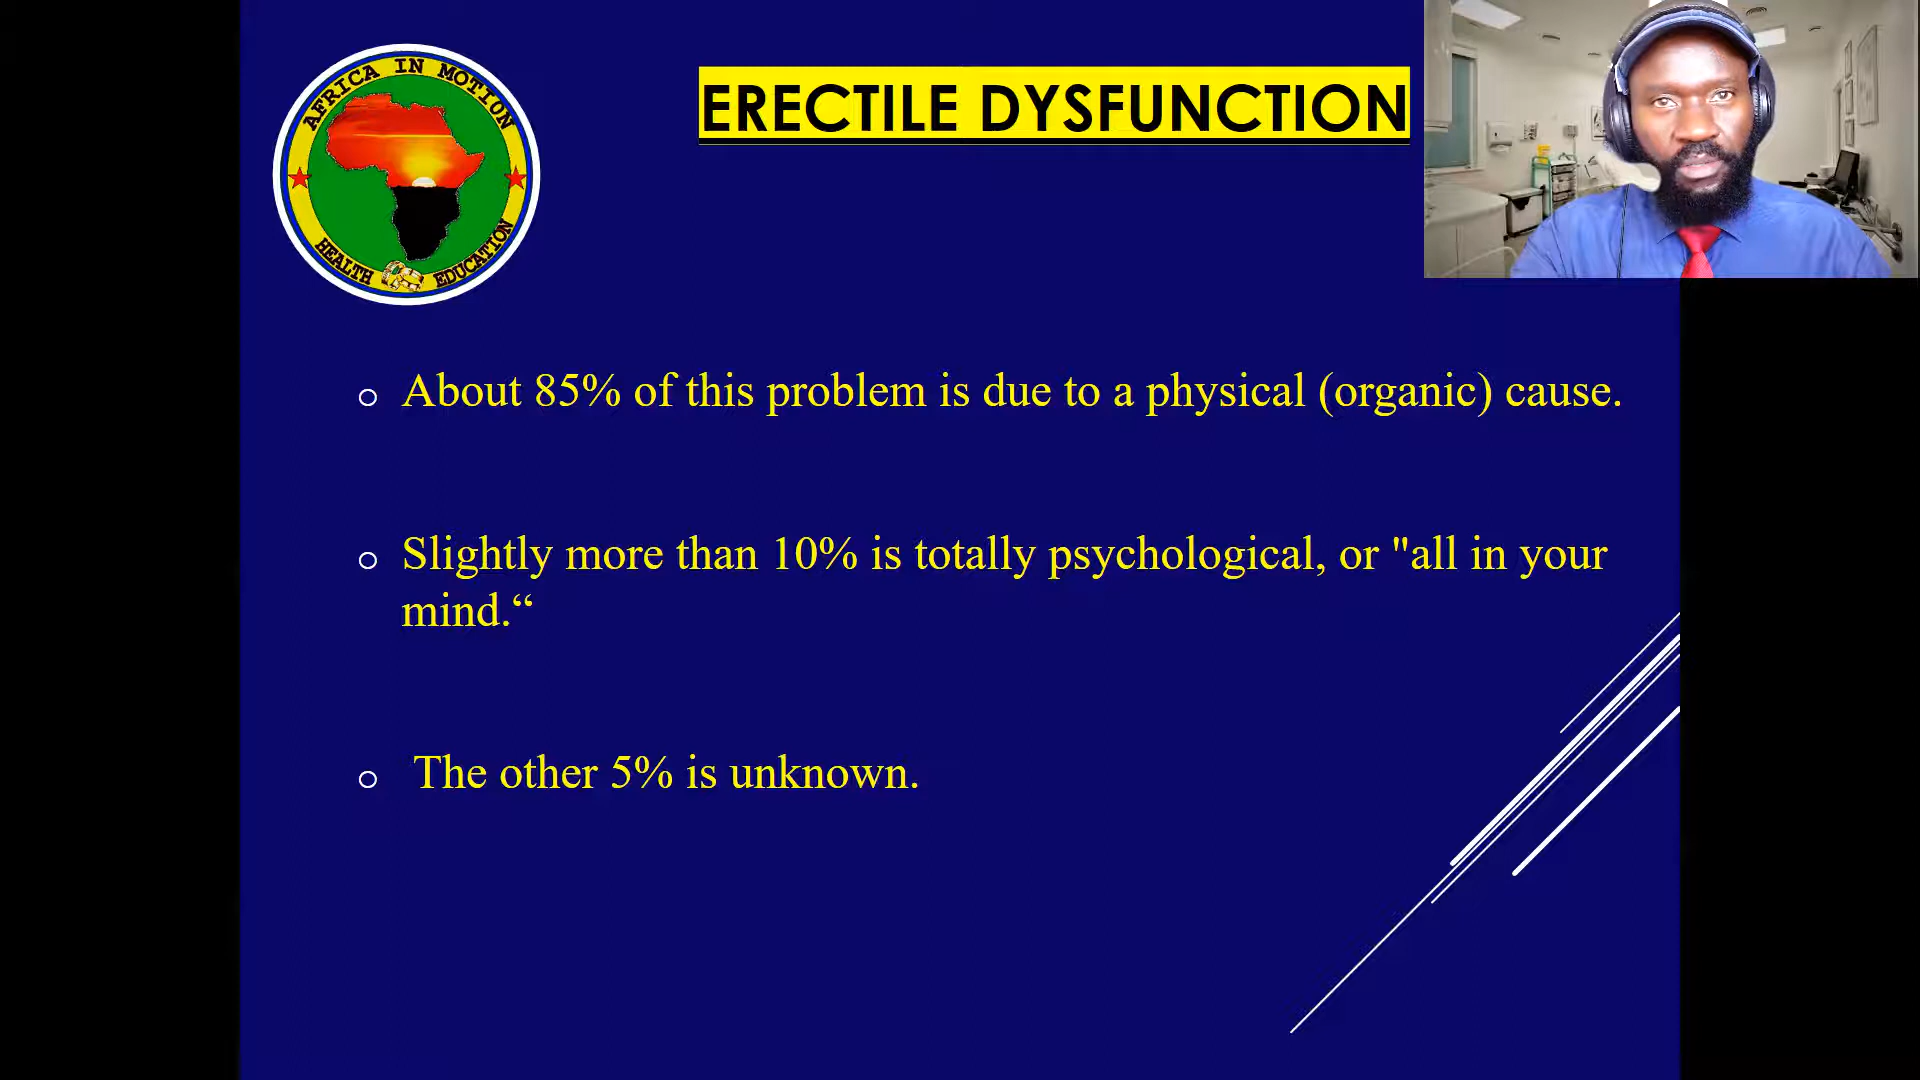 AFRICA IN MOTION
HEALTH EDUCATION
ERECTILE DYSFUNCTION
About 85% of this problem is due to a physical (organic) cause.
Slightly more than 10% is totally psychological, or "all in your
mind.“
The other 5% is unknown.